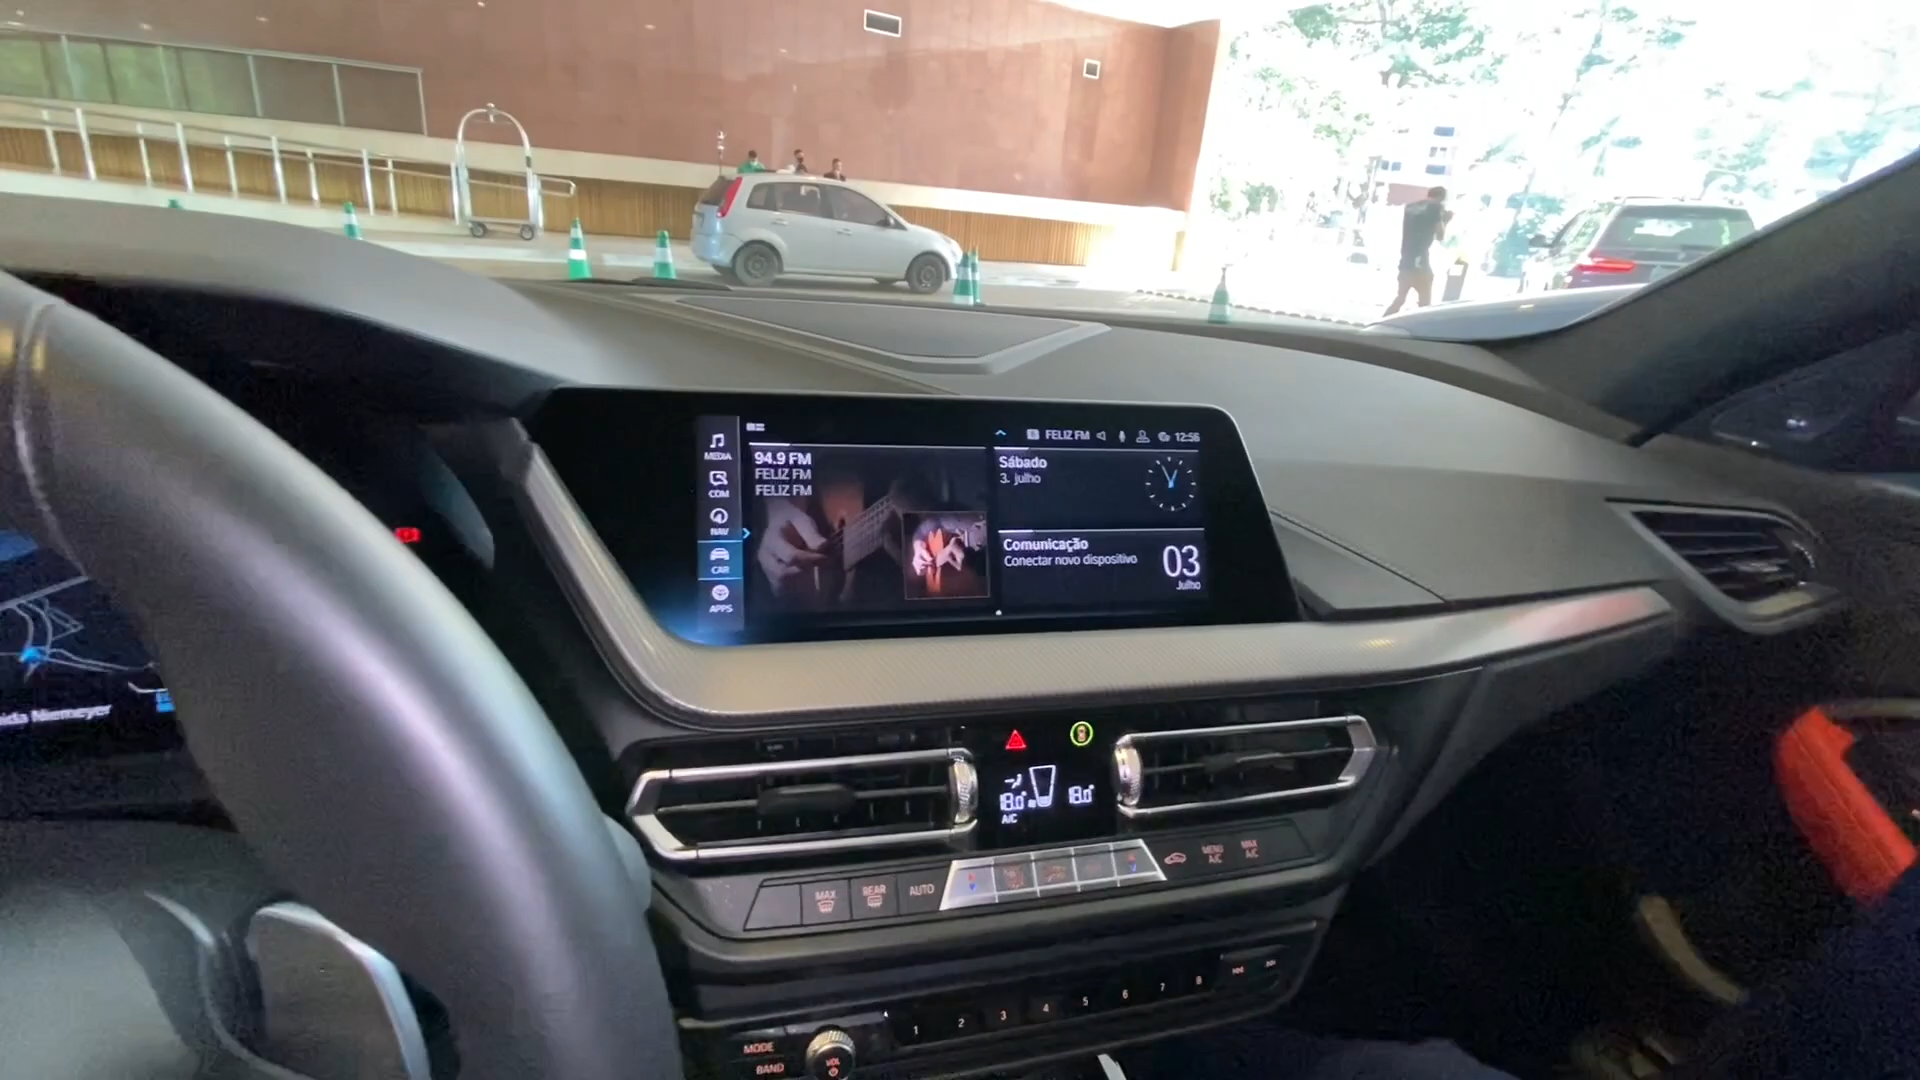 MEDIA
COM
NAV
CAR
APPS
94.9 FM
FELIZ FM
FELIZ FM
FELIZ FM
12:56
Sábado
3. julho
Comunicação
Conectar novo dispositivo
03
Julho
Niemeyer
18.0°
18.0°
A/C
MAX
REAR
AUTO
MENU
A/C
MAX
A/C
1
2
3
4
5
6
7
8
MODE
BAND
VOL